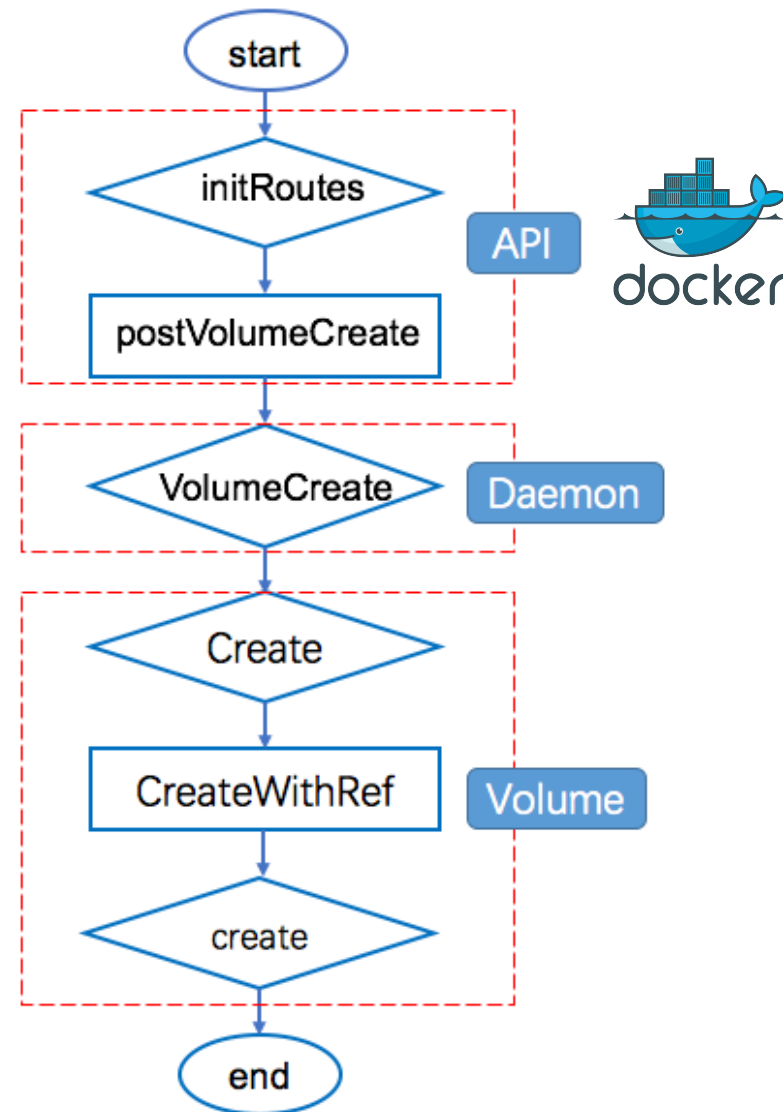 start
initRoutes
API
docker
postVolumeCreate
VolumeCreate
Daemon
Create
CreateWithRef
Volume
create
end